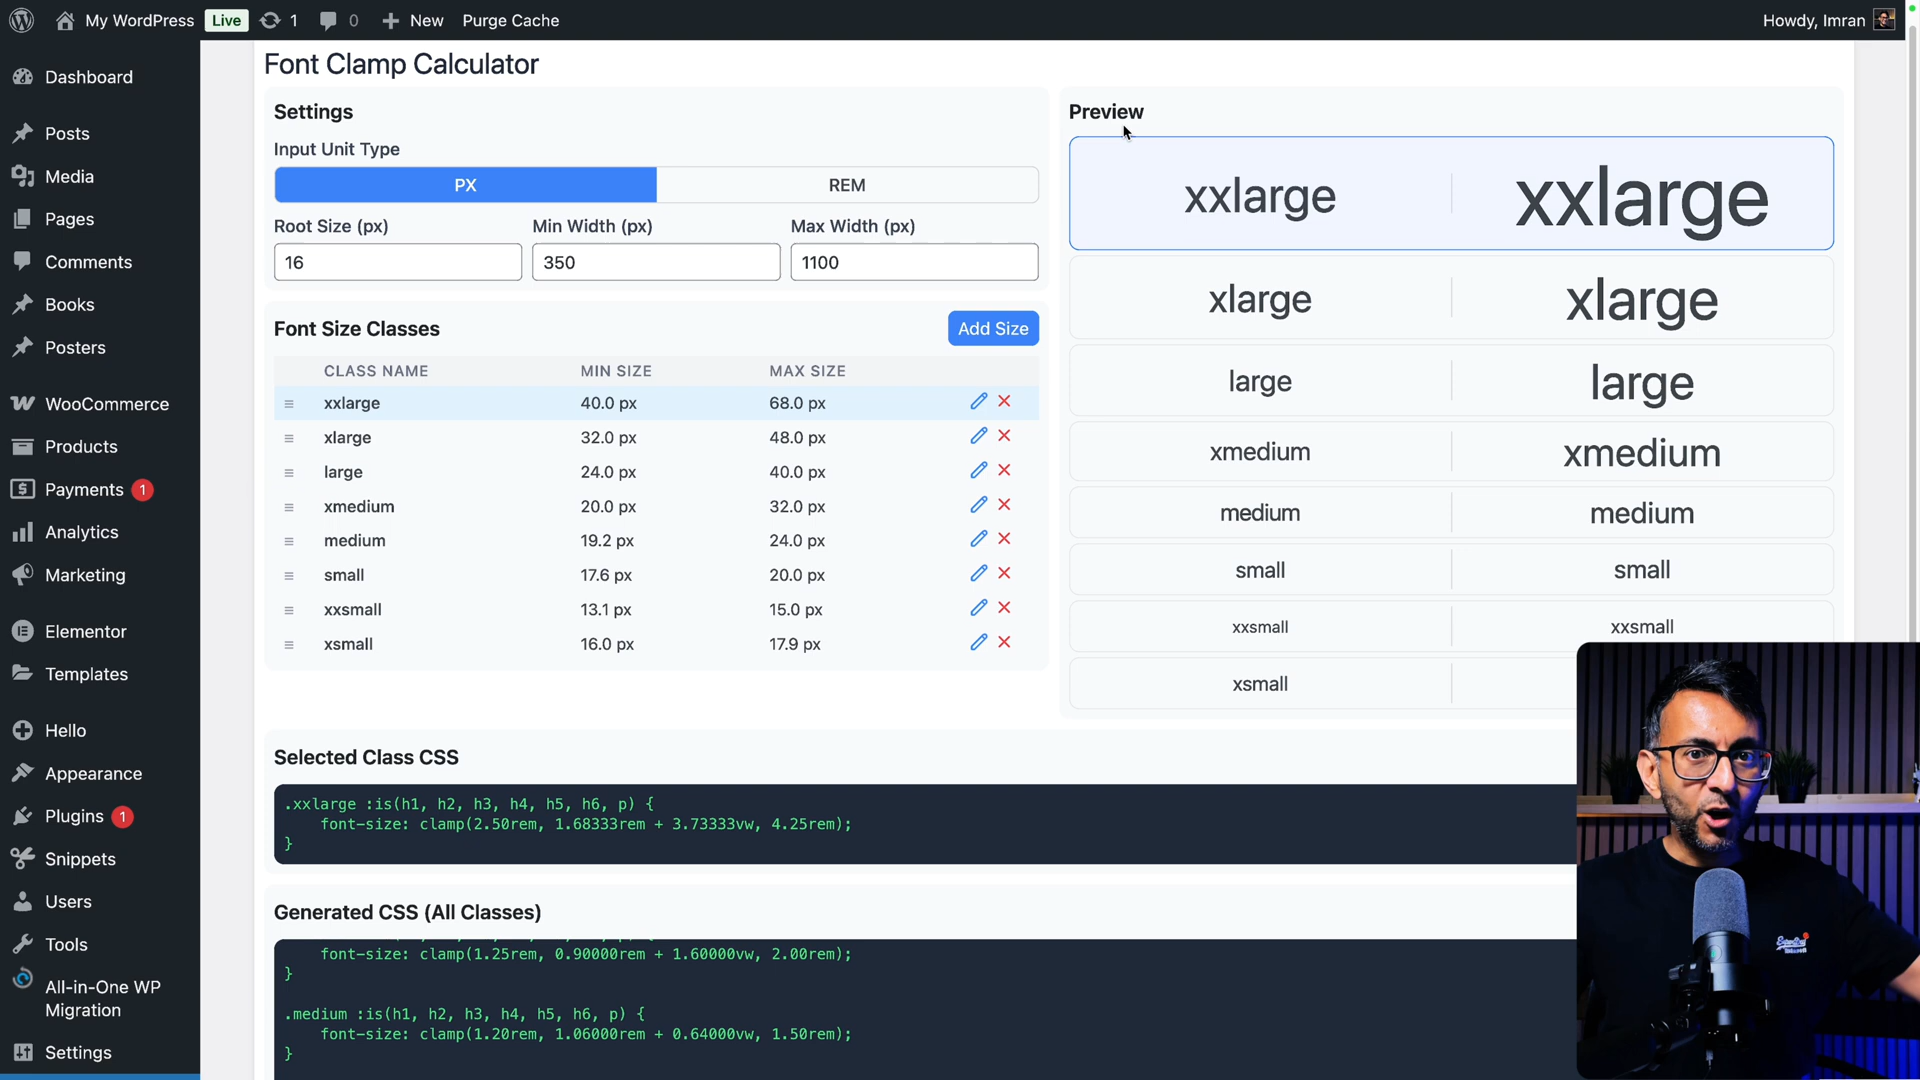 My WordPress Live 1 0 New Purge Cache
Howdy, Imran
Dashboard
Posts
Media
Pages
Comments
Books
Posters
WooCommerce
Products
Payments 1
Analytics
Marketing
Elementor
Templates
Hello
Appearance
Plugins 1
Snippets
Users
Tools
All-in-One WP
Migration
Settings
Font Clamp Calculator
Settings
Input Unit Type
PX REM
Root Size (px) Min Width (px) Max Width (px)
16 350 1100
Font Size Classes Add Size
CLASS NAME MIN SIZE MAX SIZE
xxlarge 40.0 px 68.0 px
xlarge 32.0 px 48.0 px
large 24.0 px 40.0 px
xmedium 20.0 px 32.0 px
medium 19.2 px 24.0 px
small 17.6 px 20.0 px
xxsmall 13.1 px 15.0 px
xsmall 16.0 px 17.9 px
Preview
xxlarge xxlarge
xlarge xlarge
large large
xmedium xmedium
medium medium
small small
xxsmall xxsmall
xsmall
Selected Class CSS
.xxlarge :is(h1, h2, h3, h4, h5, h6, p) {
font-size: clamp(2.50rem, 1.68333rem + 3.73333vw, 4.25rem);
}
Generated CSS (All Classes)
font-size: clamp(1.25rem, 0.90000rem + 1.60000vw, 2.00rem);
}
.medium :is(h1, h2, h3, h4, h5, h6, p) {
font-size: clamp(1.20rem, 1.06000rem + 0.64000vw, 1.50rem);
}